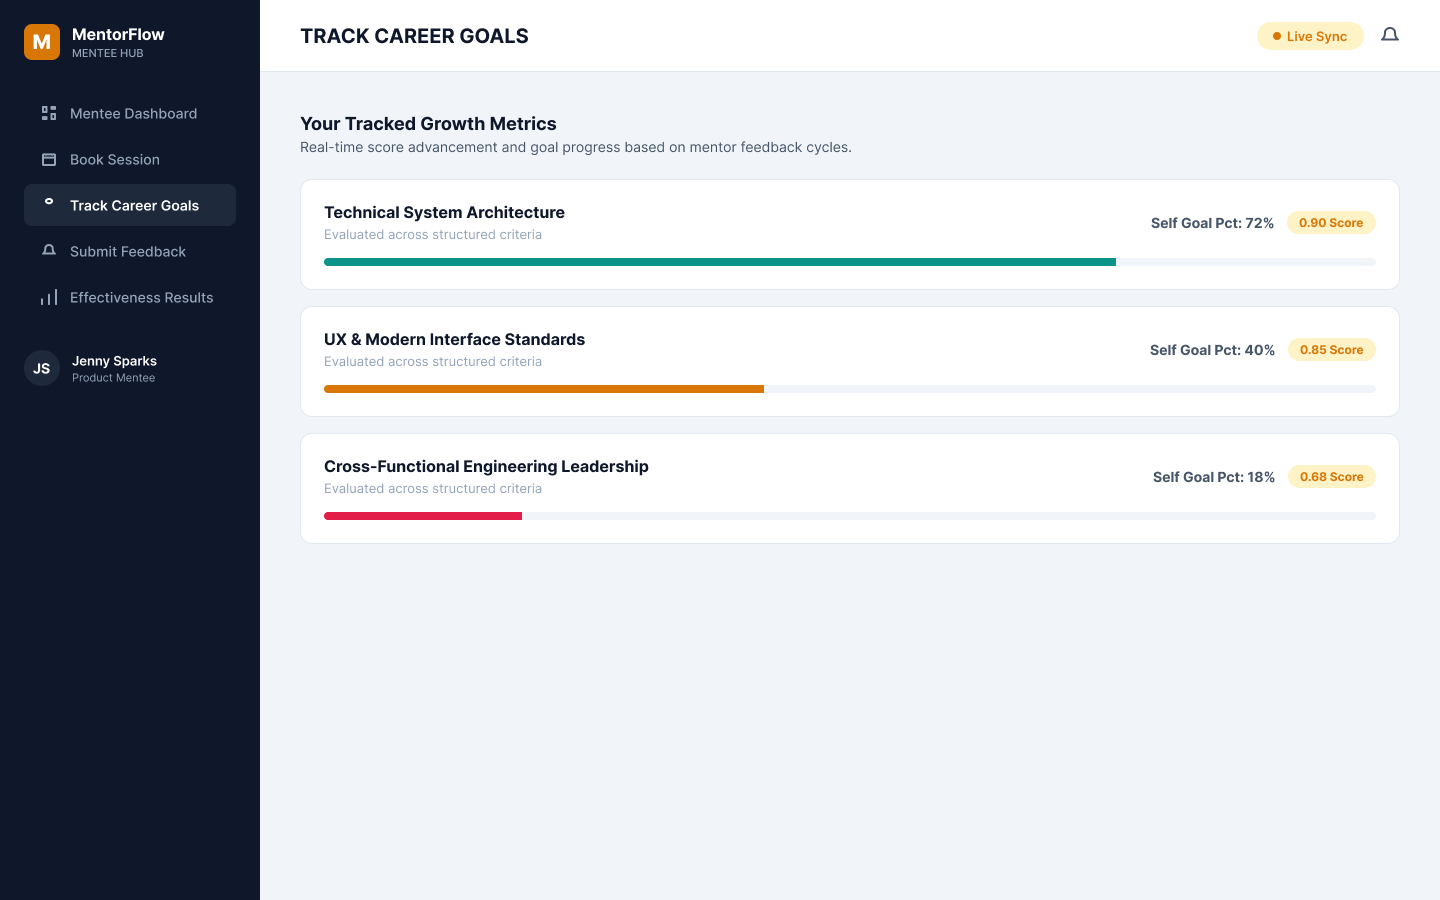 M
MentorFlow
MENTEE HUB
Mentee Dashboard
Book Session
Track Career Goals
Submit Feedback
Effectiveness Results
JS
Jenny Sparks
Product Mentee
TRACK CAREER GOALS
Live Sync
Your Tracked Growth Metrics
Real-time score advancement and goal progress based on mentor feedback cycles.
Technical System Architecture
Evaluated across structured criteria
Self Goal Pct: 72%
0.90 Score
UX & Modern Interface Standards
Evaluated across structured criteria
Self Goal Pct: 40%
0.85 Score
Cross-Functional Engineering Leadership
Evaluated across structured criteria
Self Goal Pct: 18%
0.68 Score